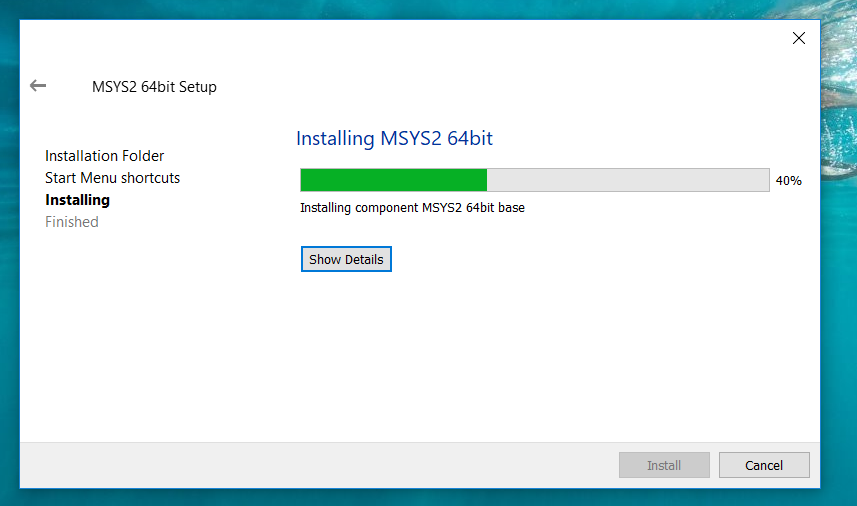 MSYS2 64bit Setup
Installation Folder
Start Menu shortcuts
Installing
Finished
Installing MSYS2 64bit
40%
Installing component MSYS2 64bit base
Show Details
Install
Cancel